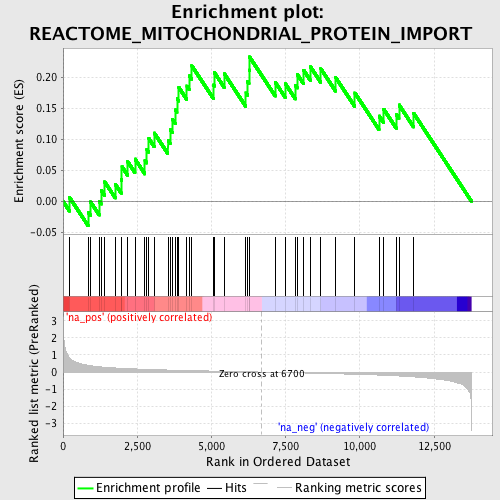 Enrichment plot:
REACTOME_MITOCHONDRIAL_PROTEIN_IMPORT
Enrichment score (ES)
0.20
0.15
0.10
0.05
0.00
-0.05
'na_pos' (positively correlated)
Ranked list metric (PreRanked)
3
2
1
0
-1
-2
-3
Zero cross at 6700
'na_neg' (negatively correlated)
0
2,500
5,000
7,500
10,000
12,500
Rank in Ordered Dataset
Enrichment profile
Hits
Ranking metric scores